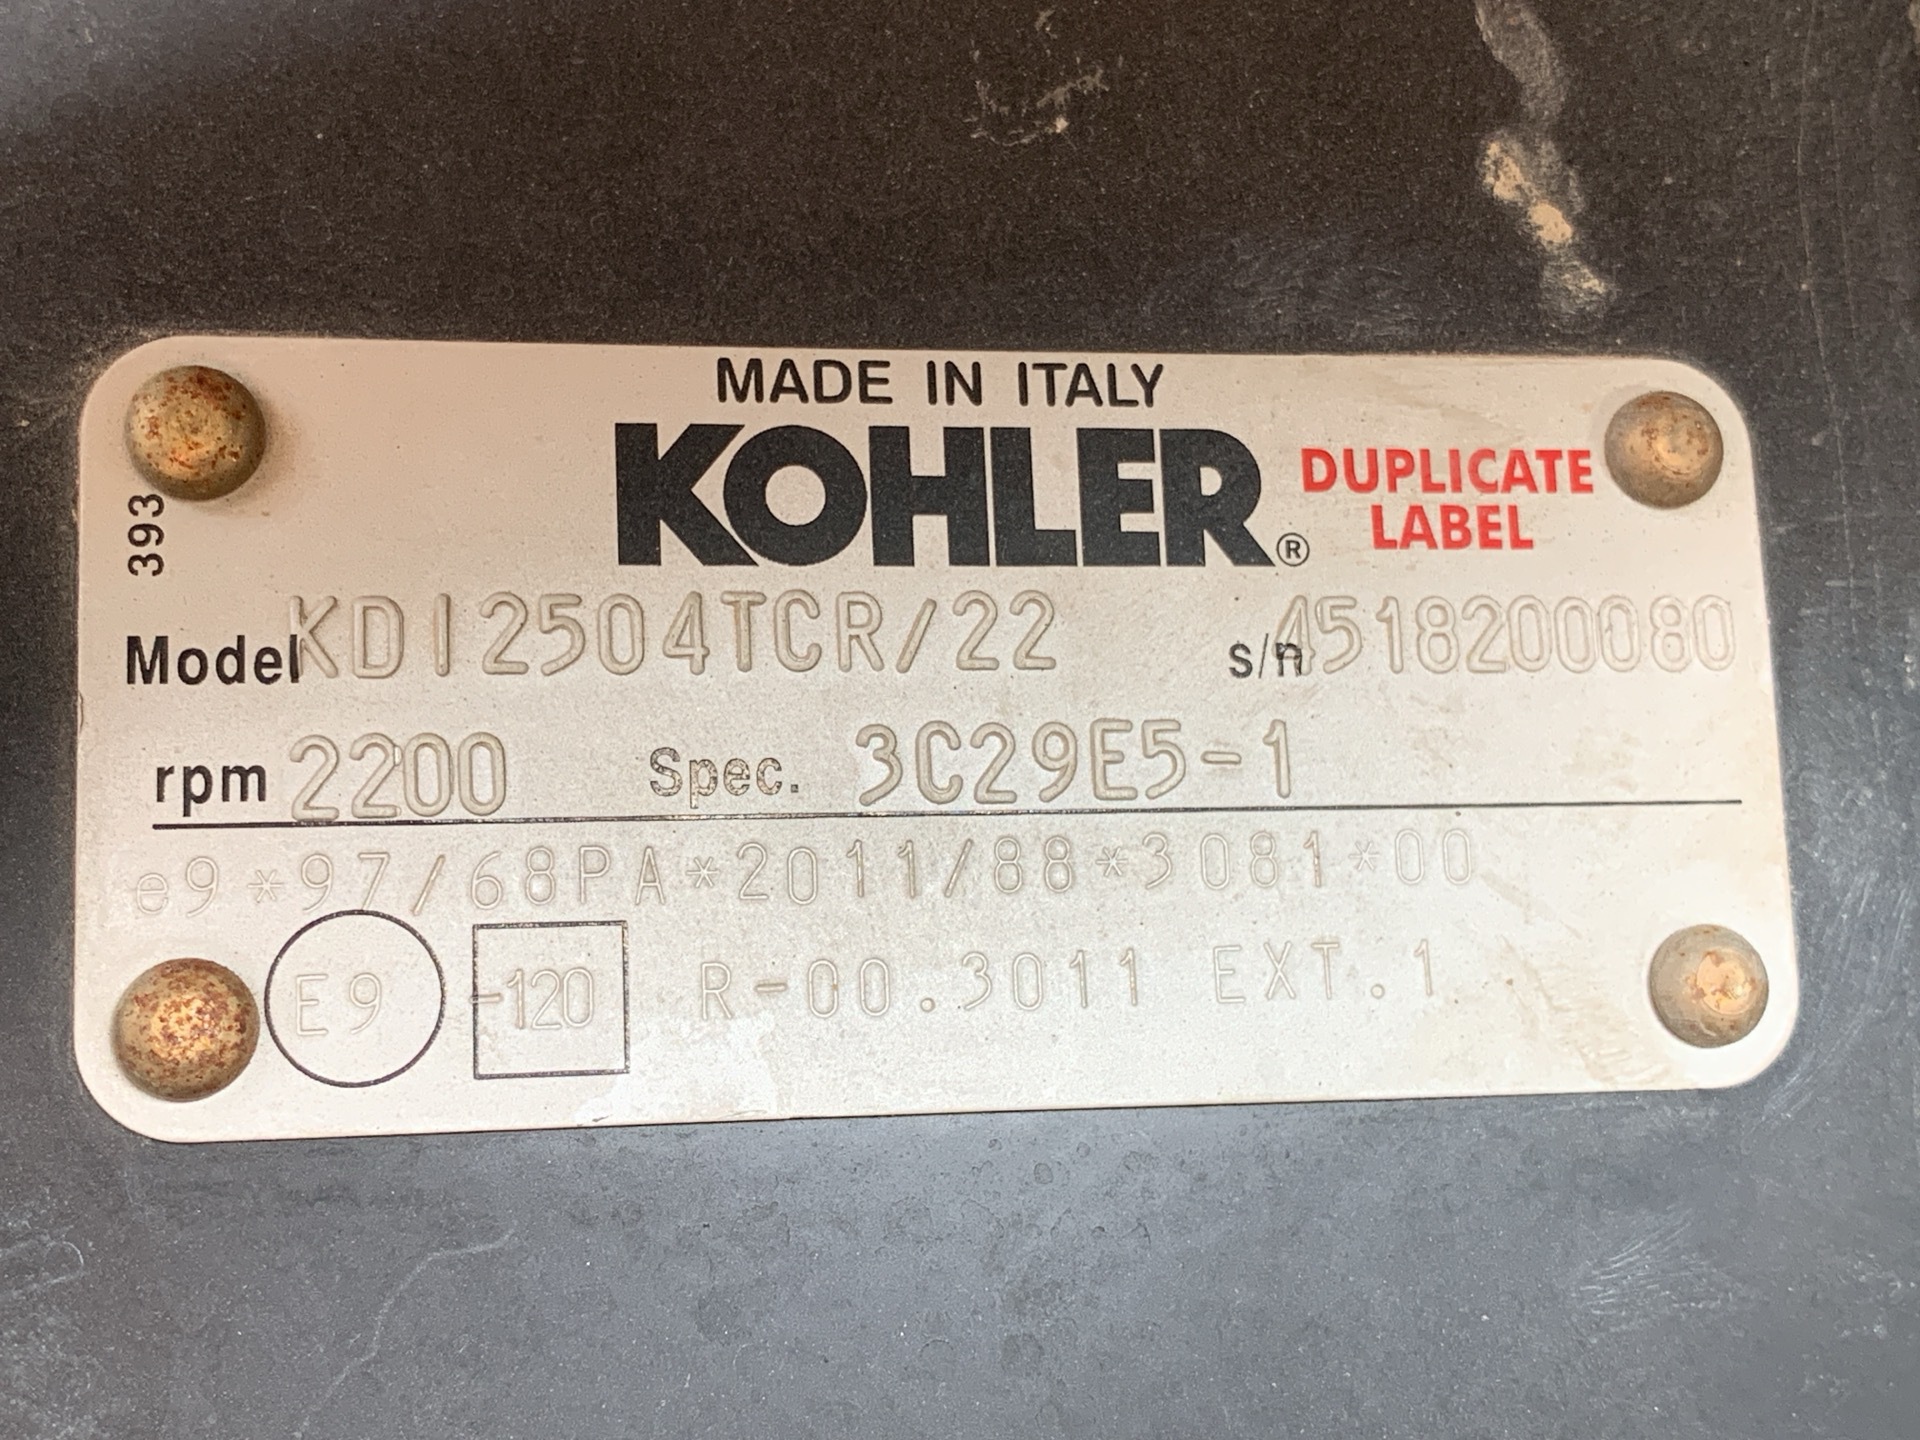 MADE IN ITALY
KOHLER® DUPLICATE LABEL
393
Model KDI2504TCR/22 s/n 4518200080
rpm 2200 Spec. 3C29E5-1
e9*97/68PA*2011/88*3081*00
E9 -120 R-00.3011 EXT.1